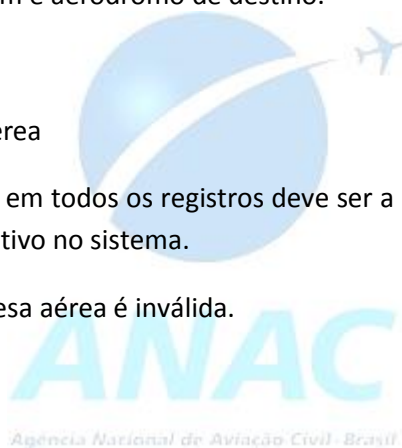 m e aeródromo de destino.
érea
em todos os registros deve ser a
tivo no sistema.
esa aérea é inválida.
ANAC
Agência Nacional de Aviação Civil - Brasil